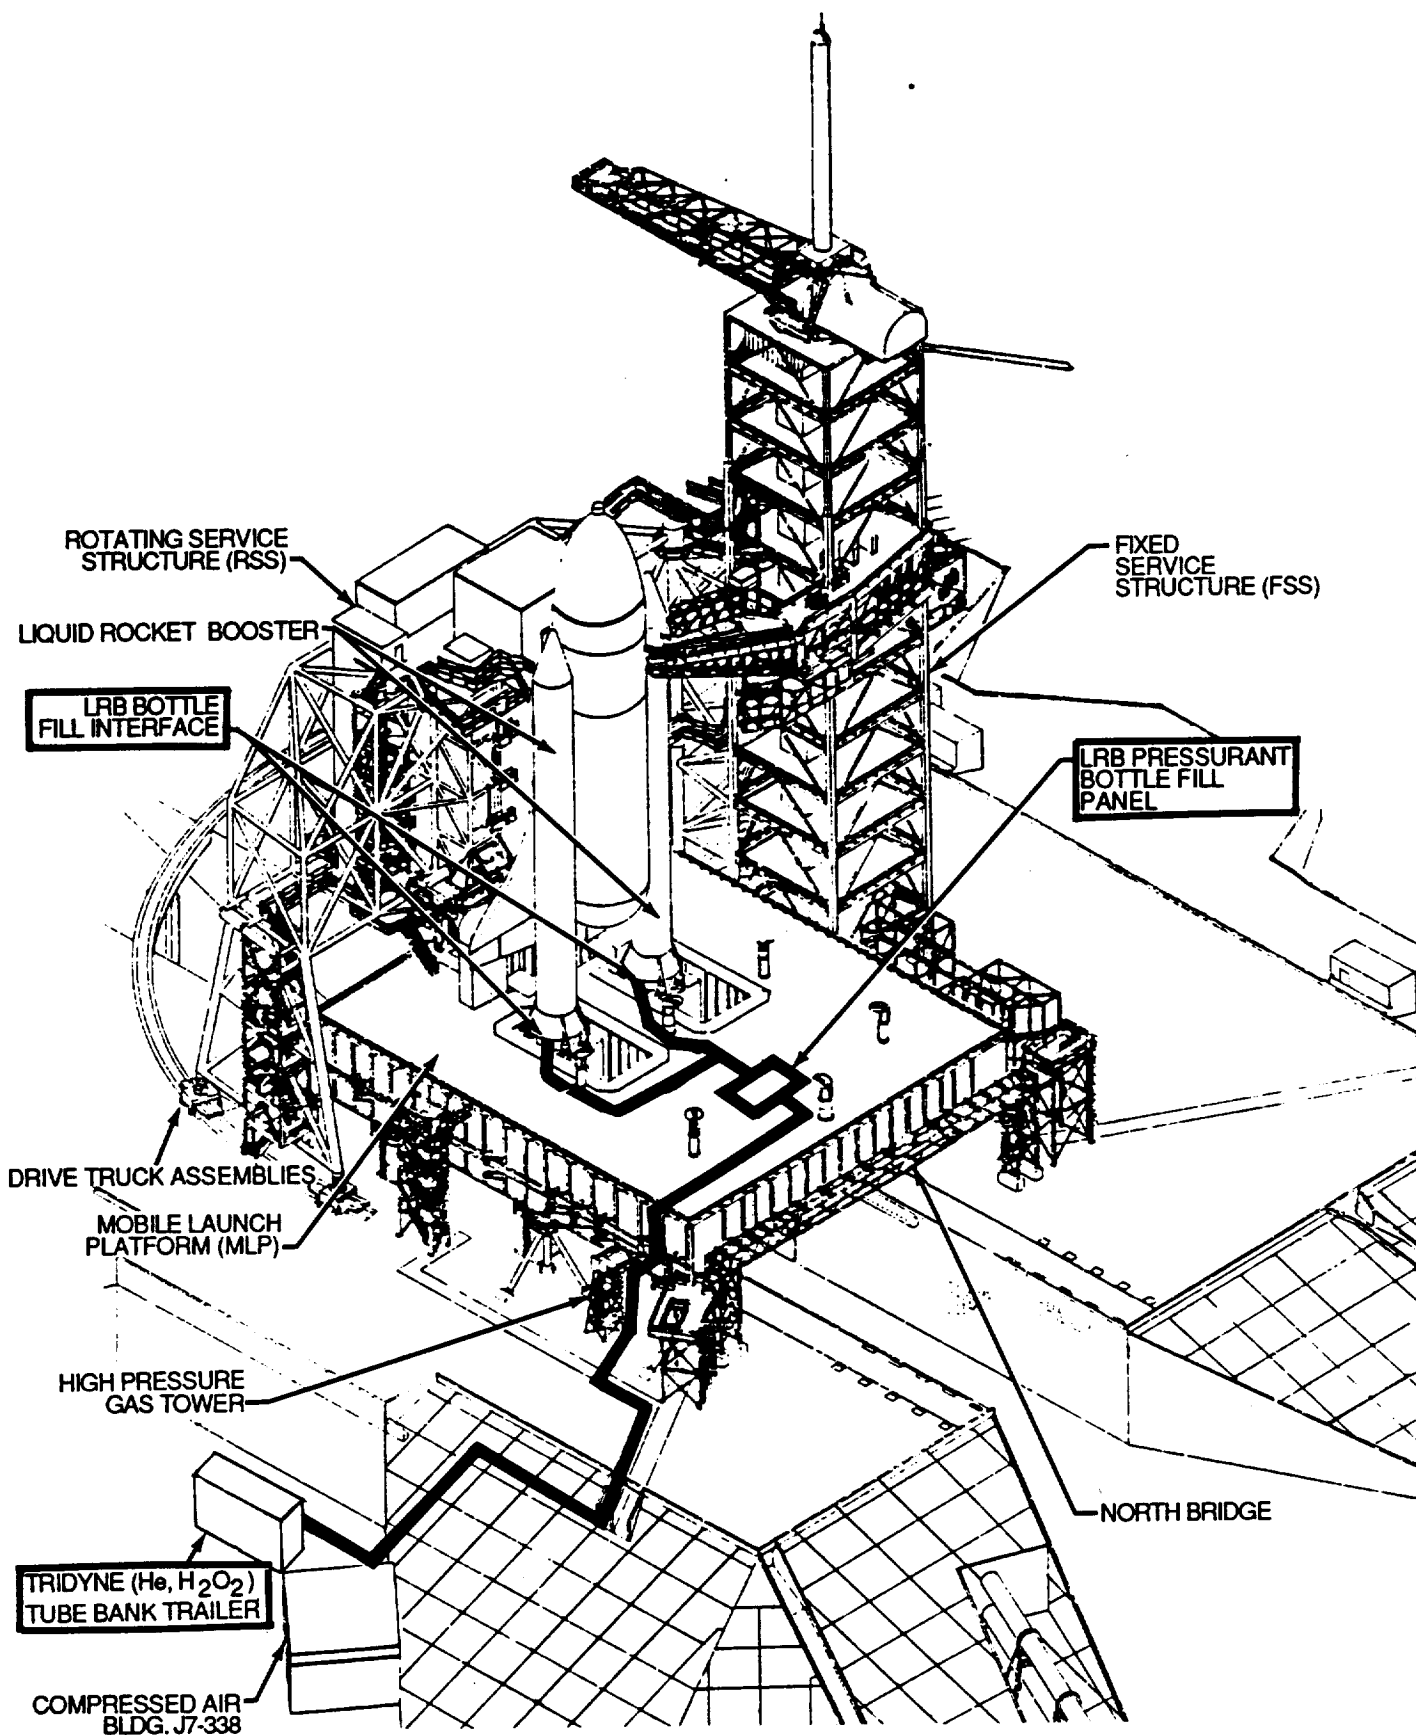 ROTATING SERVICE
STRUCTURE (RSS)
LIQUID ROCKET BOOSTER
LRB BOTTLE
FILL INTERFACE
FIXED
SERVICE
STRUCTURE (FSS)
LRB PRESSURANT
BOTTLE FILL
PANEL
DRIVE TRUCK ASSEMBLIES
MOBILE LAUNCH
PLATFORM (MLP)
HIGH PRESSURE
GAS TOWER
NORTH BRIDGE
TRIDYNE (He, H₂O₂)
TUBE BANK TRAILER
COMPRESSED AIR
BLDG. J7-338